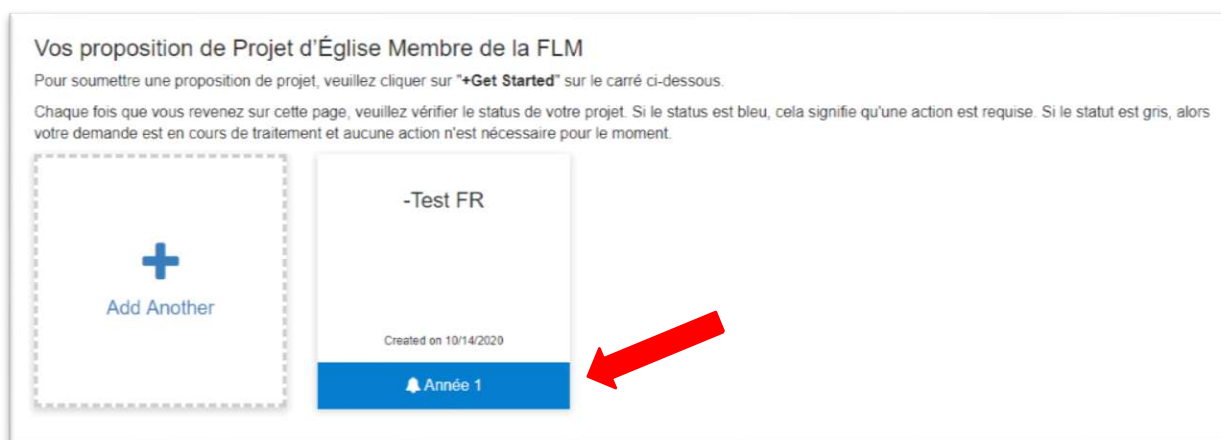 Vos proposition de Projet d'Église Membre de la FLM
Pour soumettre une proposition de projet, veuillez cliquer sur "+Get Started" sur le carré ci-dessous.
Chaque fois que vous revenez sur cette page, veuillez vérifier le status de votre projet. Si le status est bleu, cela signifie qu'une action est requise. Si le statut est gris, alors
votre demande est en cours de traitement et aucune action n'est nécessaire pour le moment.
-Test FR
Add Another
Created on 10/14/2020
Année 1